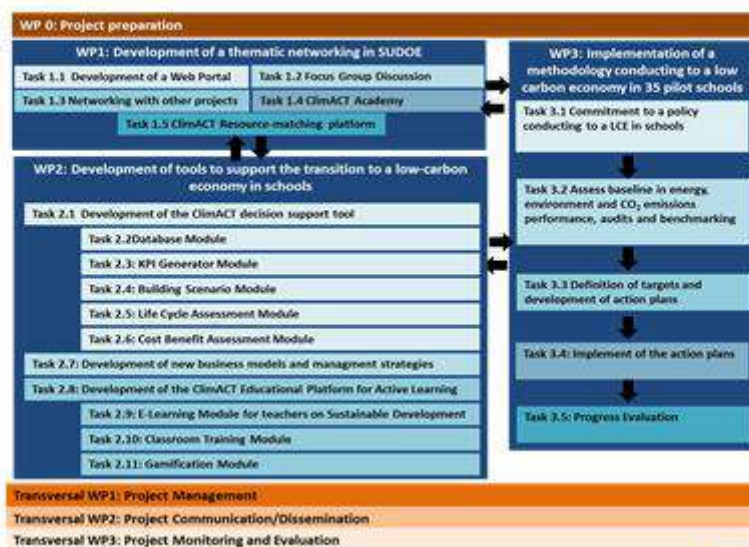 WP 0: Project preparation
WP1: Development of a thematic networking in SUDOE
Task 1.1 Development of a Web Portal
Task 1.2 Focus Group Discussion
Task 1.3 Networking with other projects
Task 1.4 ClimACT Academy
Task 1.5 ClimACT Resource-matching platform
WP2: Development of tools to support the transition to a low-carbon
economy in schools
Task 2.1 Development of the ClimACT decision support tool
Task 2.2Database Module
Task 2.3: KPI Generator Module
Task 2.4: Building Scenario Module
Task 2.5: Life Cycle Assessment Module
Task 2.6: Cost Benefit Assessment Module
Task 2.7: Development of new business models and managment strategies
Task 2.8: Development of the ClimACT Educational Platform for Active Learning
Task 2.9: E-Learning Module for teachers on Sustainable Development
Task 2.10: Classroom Training Module
Task 2.11: Gamification Module
WP3: Implementation of a
methodology conducting to a low
carbon economy in 35 pilot schools
Task 3.1 Commitment to a policy
conducting to a LCE in schools
Task 3.2 Assess baseline in energy,
environment and CO₂ emissions
performance, audits and benchmarking
Task 3.3 Definition of targets and
development of action plans
Task 3.4: Implement of the action plans
Task 3.5: Progress Evaluation
Transversal WP1: Project Management
Transversal WP2: Project Communication/Dissemination
Transversal WP3: Project Monitoring and Evaluation